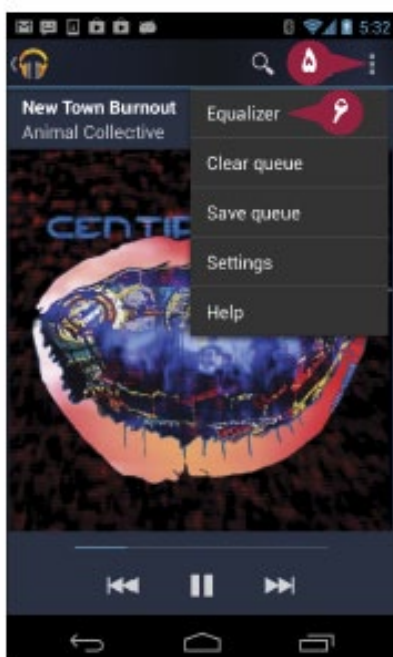 5:32
۵
New Town Burnout
Animal Collective
Equalizer
۶
Clear queue
Save queue
Settings
Help
CENTIP